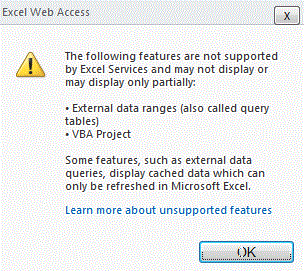 Excel Web Access
X
The following features are not supported
by Excel Services and may not display or
may display only partially:
• External data ranges (also called query
tables)
• VBA Project
Some features, such as external data
queries, display cached data which can
only be refreshed in Microsoft Excel.
Learn more about unsupported features
OK